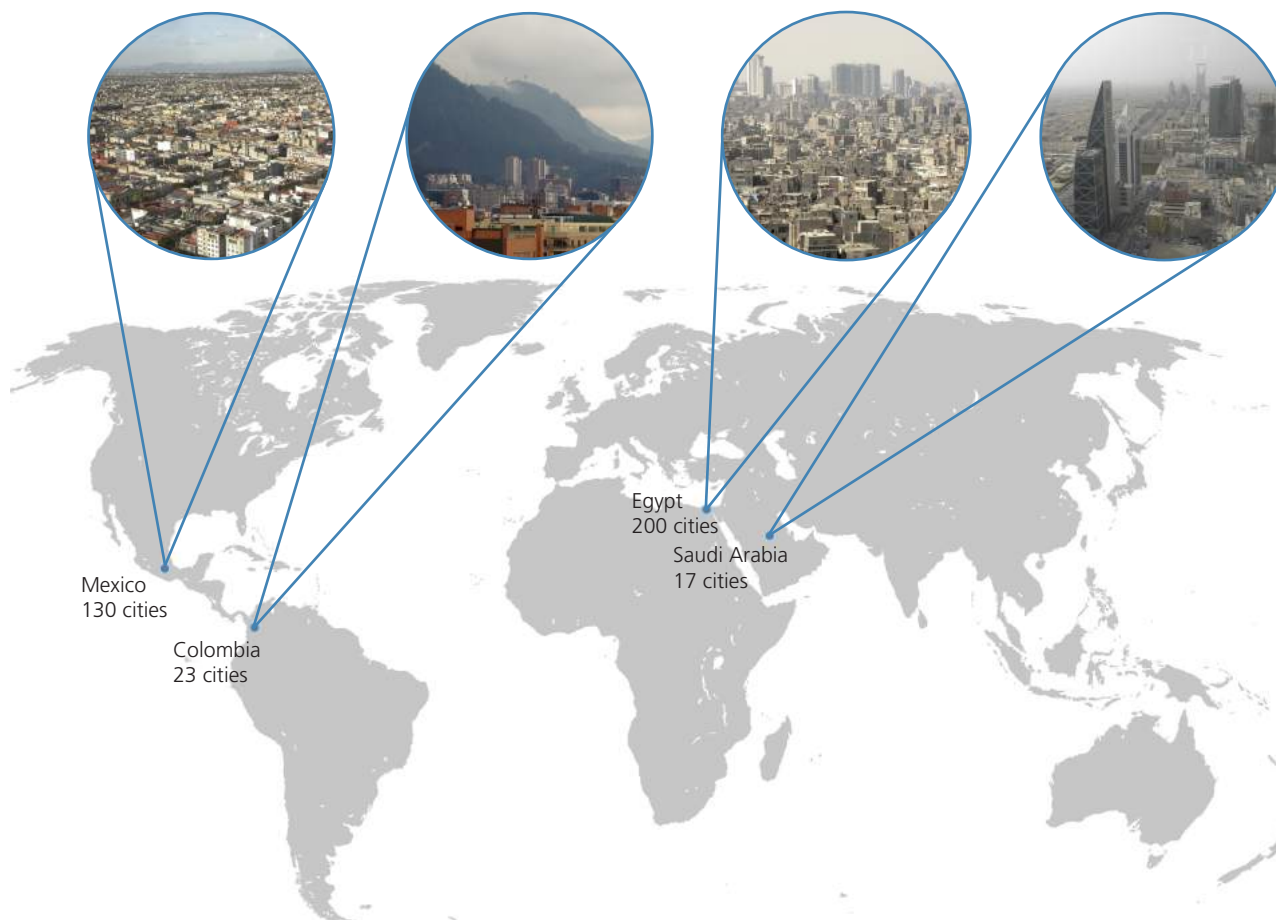 Mexico
130 cities
Colombia
23 cities
Egypt
200 cities
Saudi Arabia
17 cities